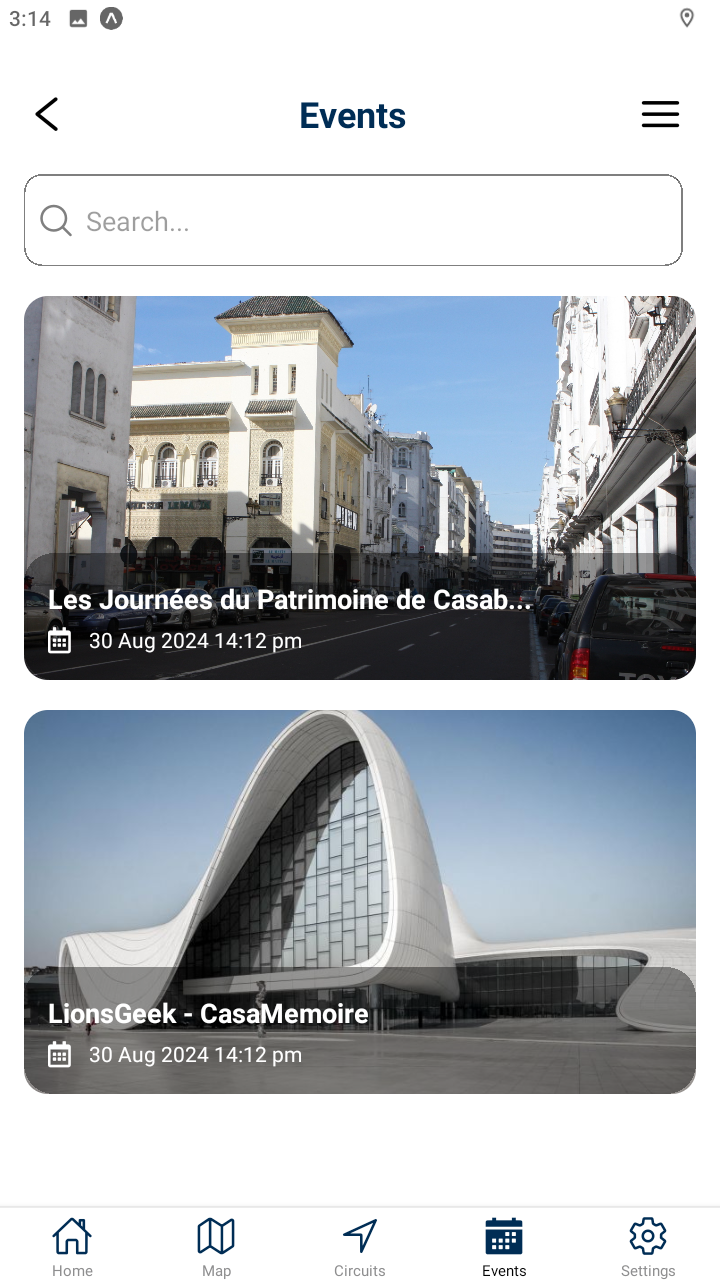 3:14
Events
Search...
Les Journées du Patrimoine de Casab...
30 Aug 2024 14:12 pm
LionsGeek - CasaMemoire
30 Aug 2024 14:12 pm
Home
Map
Circuits
Events
Settings